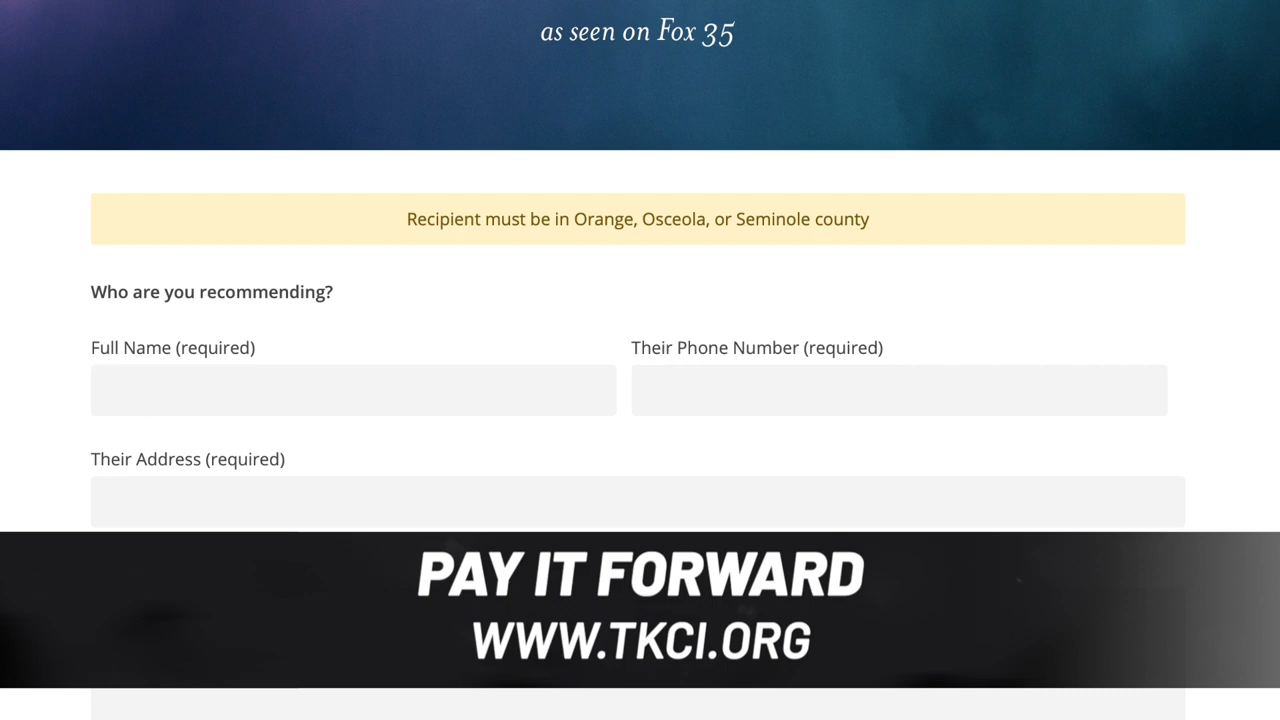 as seen on Fox 35
Recipient must be in Orange, Osceola, or Seminole county
Who are you recommending?
Full Name (required)
Their Phone Number (required)
Their Address (required)
PAY IT FORWARD
WWW.TKCI.ORG